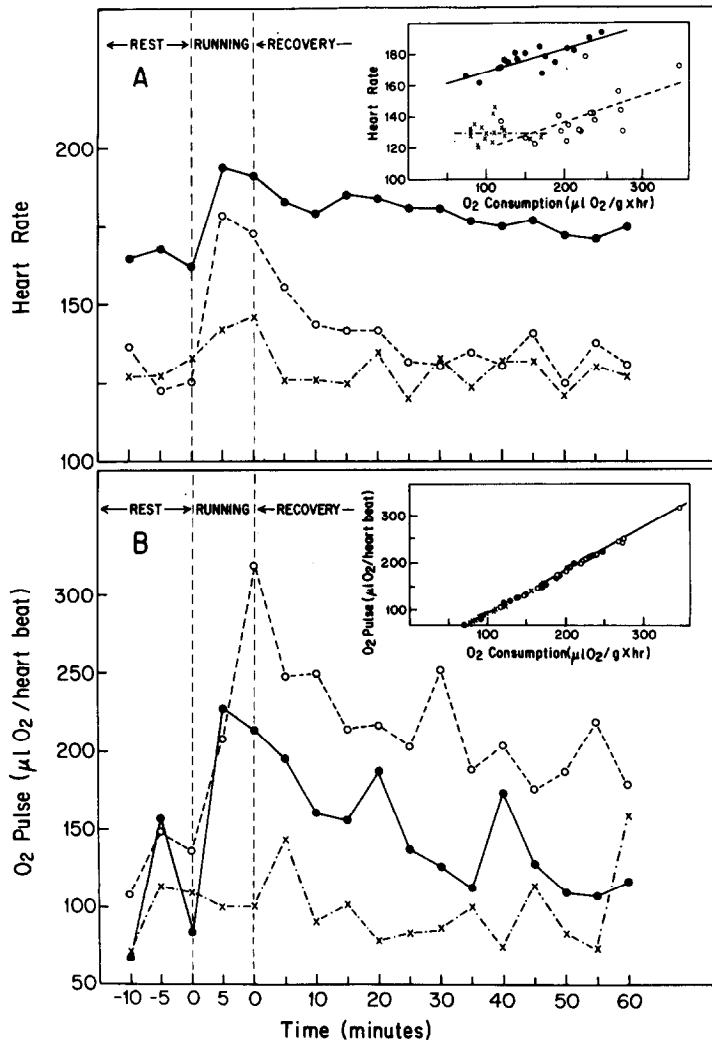 ←REST→
RUNNING
←RECOVERY—
A
Heart Rate
200
150
100
Heart Rate
180
160
140
120
100
200
300
O2 Consumption(μl O2/g X hr)
←REST→
RUNNING
←RECOVERY—
B
O2 Pulse (μl O2/heart beat)
300
250
200
150
100
50
O2 Pulse(μl O2/heart beat)
300
200
100
100
200
300
O2 Consumption(μl O2/g X hr)
-10 -5 0 5 0 10 20 30 40 50 60
Time (minutes)